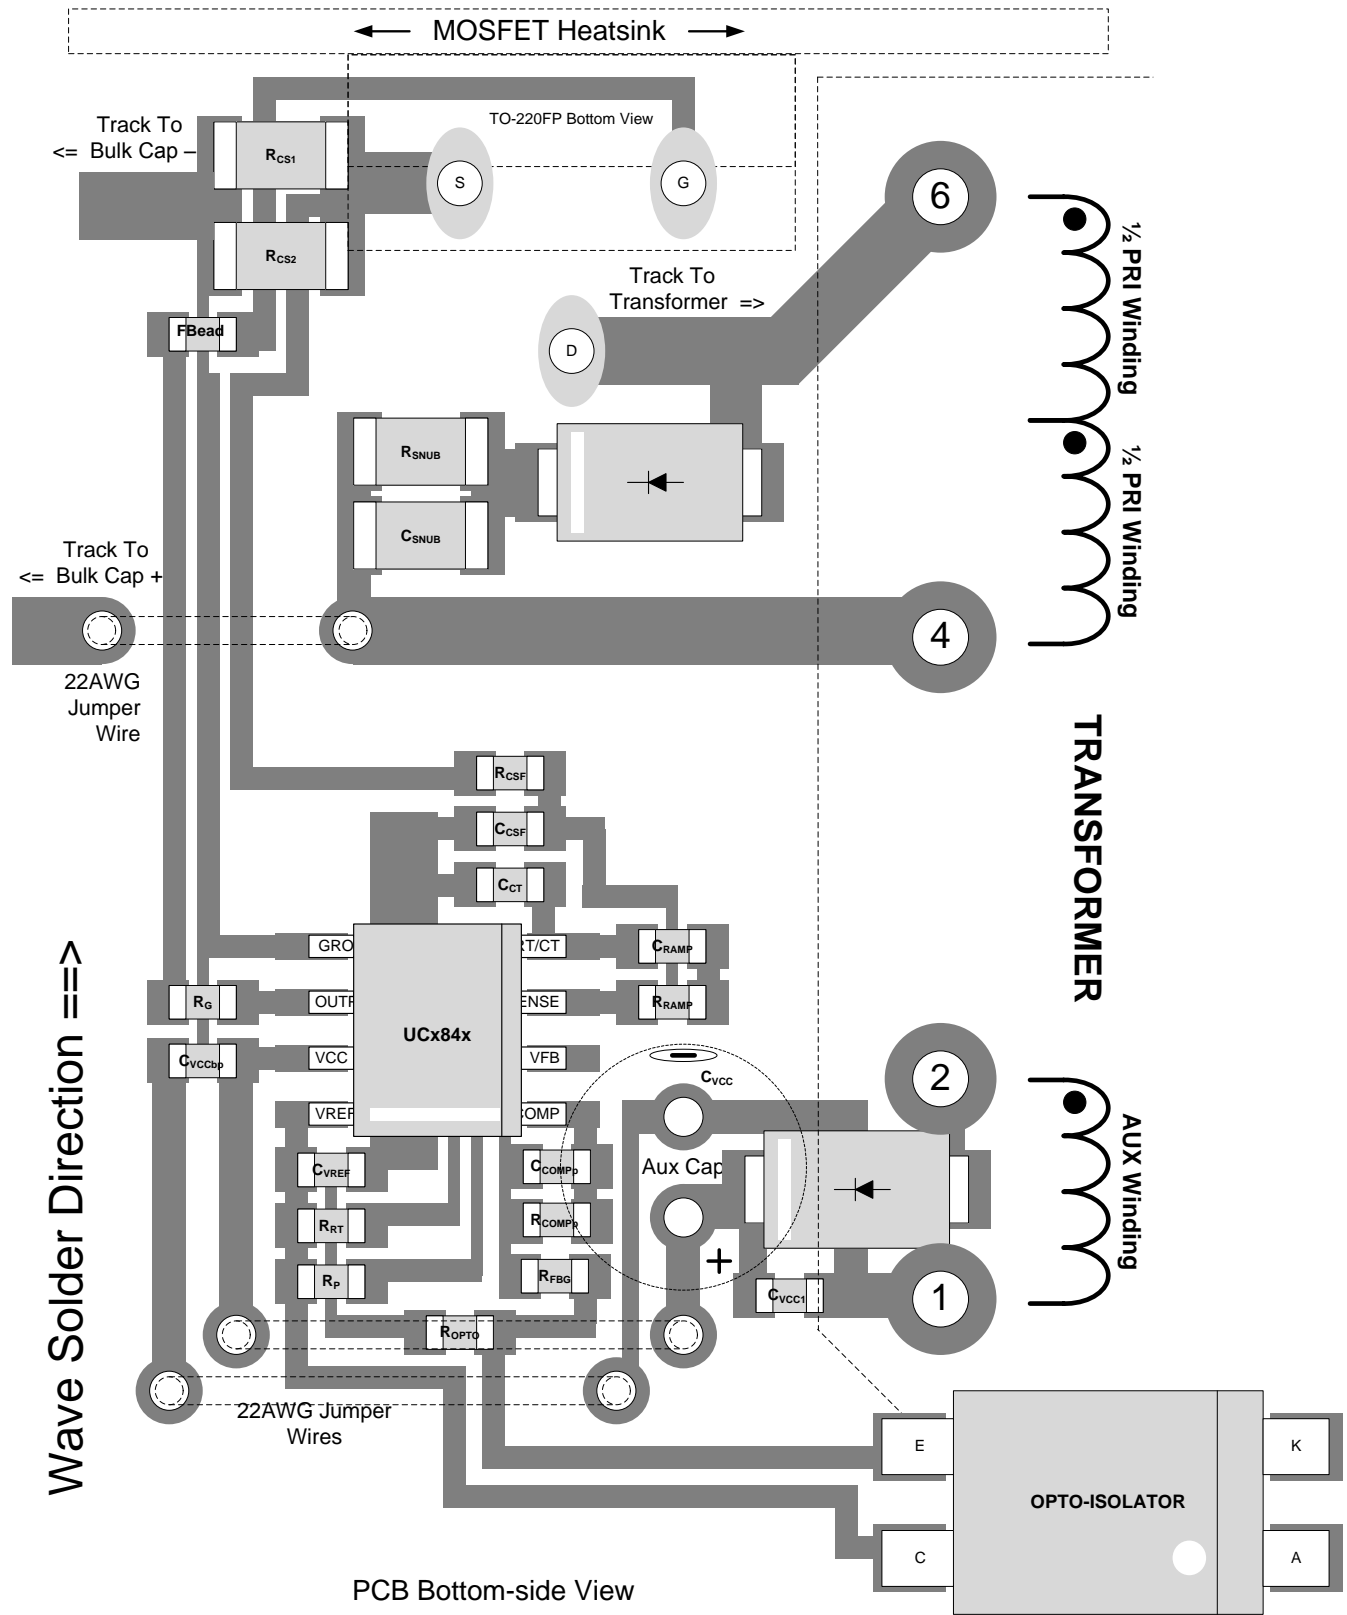 MOSFET Heatsink
Track To
<= Bulk Cap –
TO-220FP Bottom View
RCS1
S
G
6
RCS2
½ PRI Winding
Track To
Transformer =>
FBead
D
RSNUB
½ PRI Winding
CSNUB
Track To
<= Bulk Cap +
4
22AWG
Jumper
Wire
TRANSFORMER
RCSF
CCSF
CCT
GRO
RT/CT
CRAMP
RG
OUTP
ENSE
RRAMP
UCx84x
CVCCbp
VCC
VFB
CVCC
2
VREF
COMP
CVREF
CCOMPp
Aux Cap
AUX Winding
RRT
RCOMPp
RP
RFBG
+
CVCC1
1
ROPTO
22AWG Jumper
Wires
Wave Solder Direction ==>
E
K
OPTO-ISOLATOR
C
A
PCB Bottom-side View